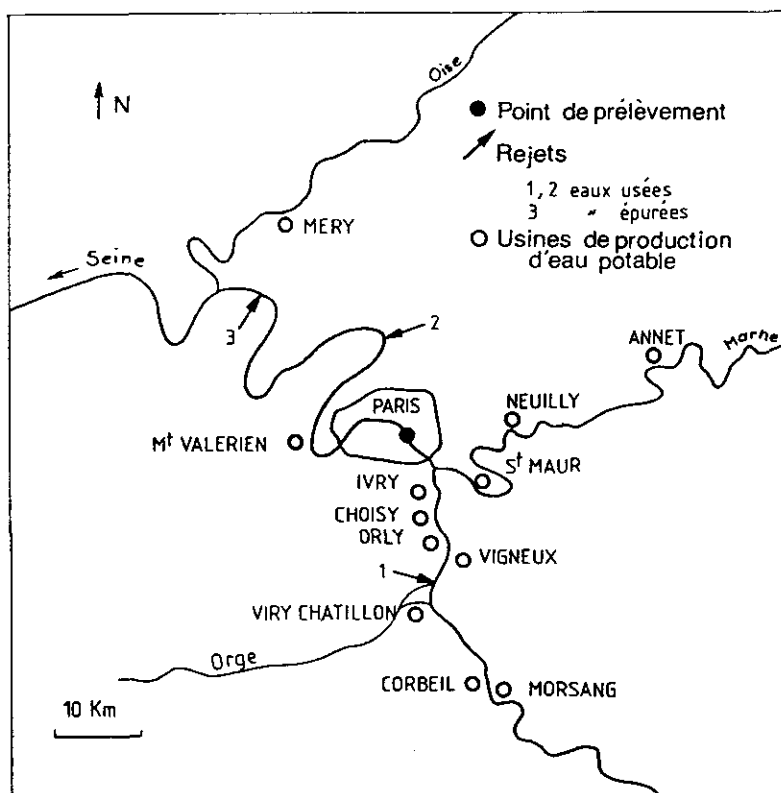 Oise
N
Point de prélèvement
Rejets
1,2 eaux usées
3 " épurées
Usines de production
d'eau potable
MERY
Seine
3
2
ANNET
Marne
NEUILLY
PARIS
Mt VALERIEN
St MAUR
IVRY
CHOISY
ORLY
VIGNEUX
1
VIRY CHATILLON
Orge
CORBEIL
MORSANG
10 Km